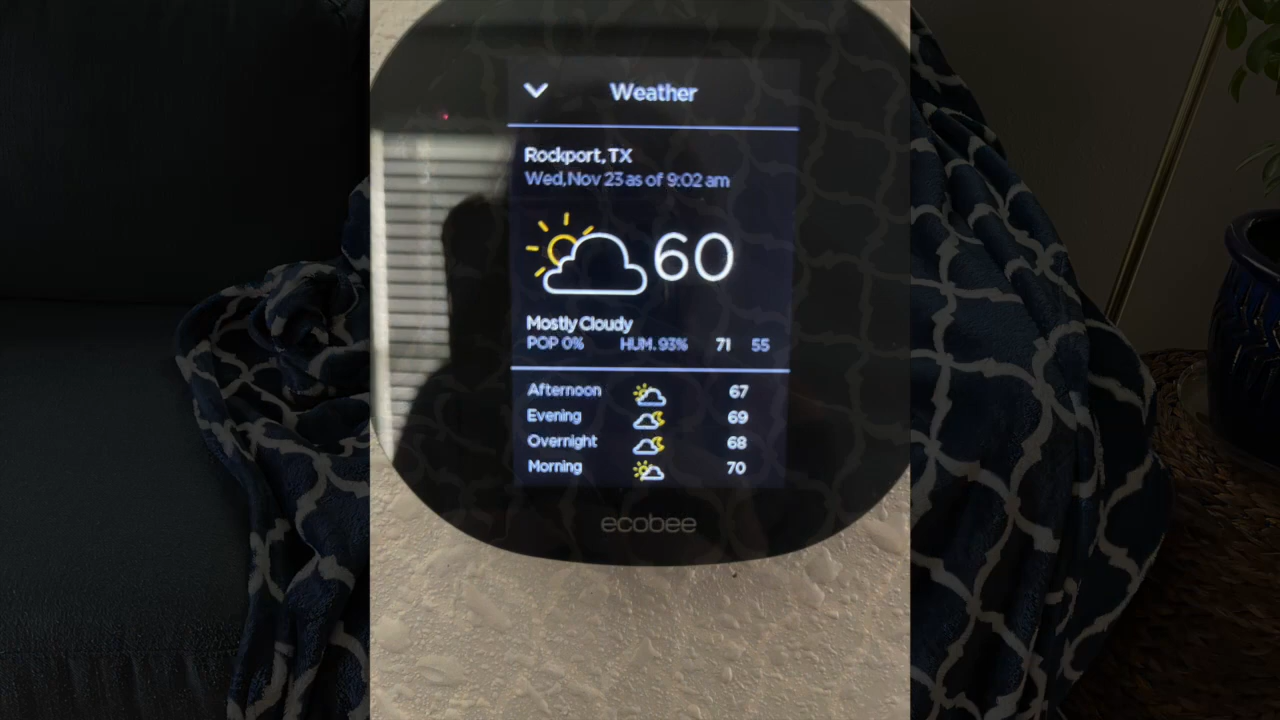 Weather
Rockport, TX
Wed, Nov 23 as of 9:02 am
60
Mostly Cloudy
POP 0% HUM. 93% 71 55
Afternoon 67
Evening 69
Overnight 68
Morning 70
ecobee